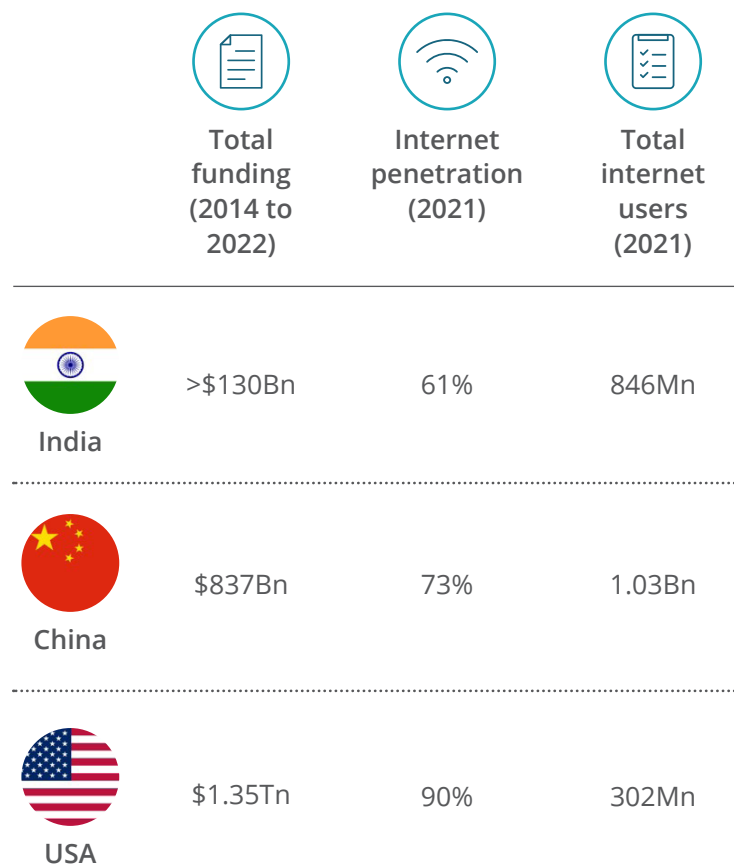 Total
funding
(2014 to
2022)
Internet
penetration
(2021)
Total
internet
users
(2021)
India
>$130Bn
61%
846Mn
China
$837Bn
73%
1.03Bn
USA
$1.35Tn
90%
302Mn